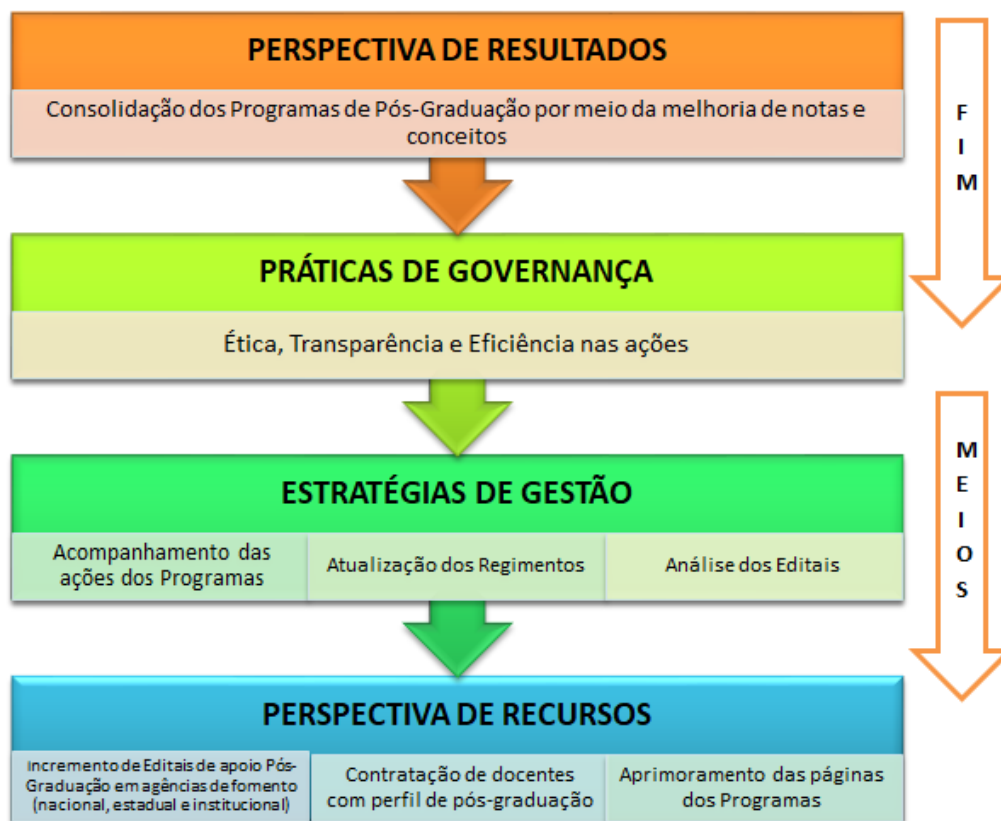 PERSPECTIVA DE RESULTADOS
Consolidação dos Programas de Pós-Graduação por meio da melhoria de notas e
conceitos
FIM
PRÁTICAS DE GOVERNANÇA
Ética, Transparência e Eficiência nas ações
MEIOS
ESTRATÉGIAS DE GESTÃO
Acompanhamento das
ações dos Programas
Atualização dos Regimentos
Análise dos Editais
PERSPECTIVA DE RECURSOS
Incremento de Editais de apoio Pós-
Graduação em agências de fomento
(nacional, estadual e institucional)
Contratação de docentes
com perfil de pós-graduação
Aprimoramento das páginas
dos Programas